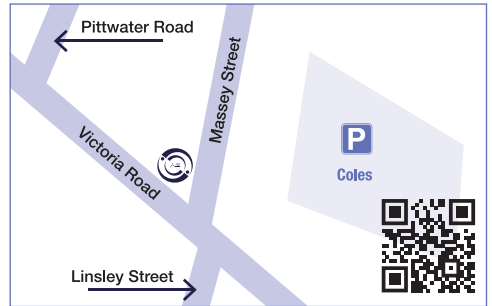 Pittwater Road
Massey Street
Victoria Road
P
Coles
Linsley Street